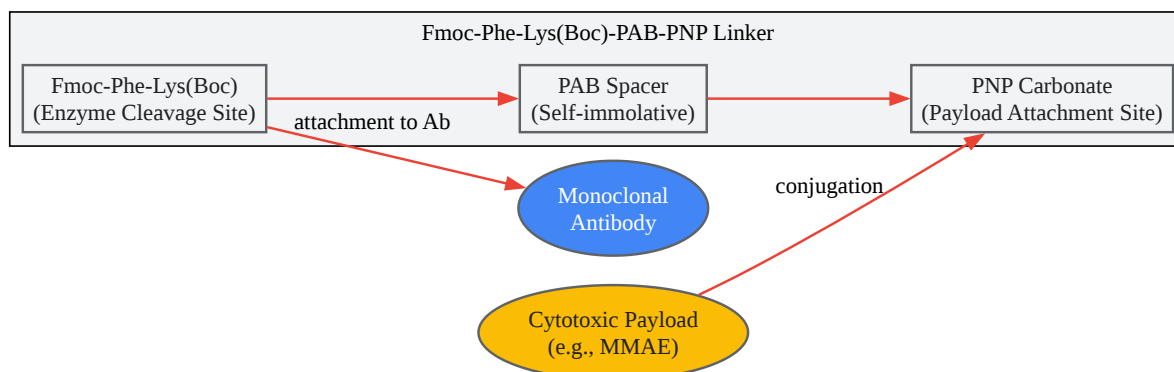 Fmoc-Phe-Lys(Boc)-PAB-PNP Linker
Fmoc-Phe-Lys(Boc)
(Enzyme Cleavage Site)
PAB Spacer
(Self-immolative)
PNP Carbonate
(Payload Attachment Site)
attachment to Ab
Monoclonal
Antibody
conjugation
Cytotoxic Payload
(e.g., MMAE)